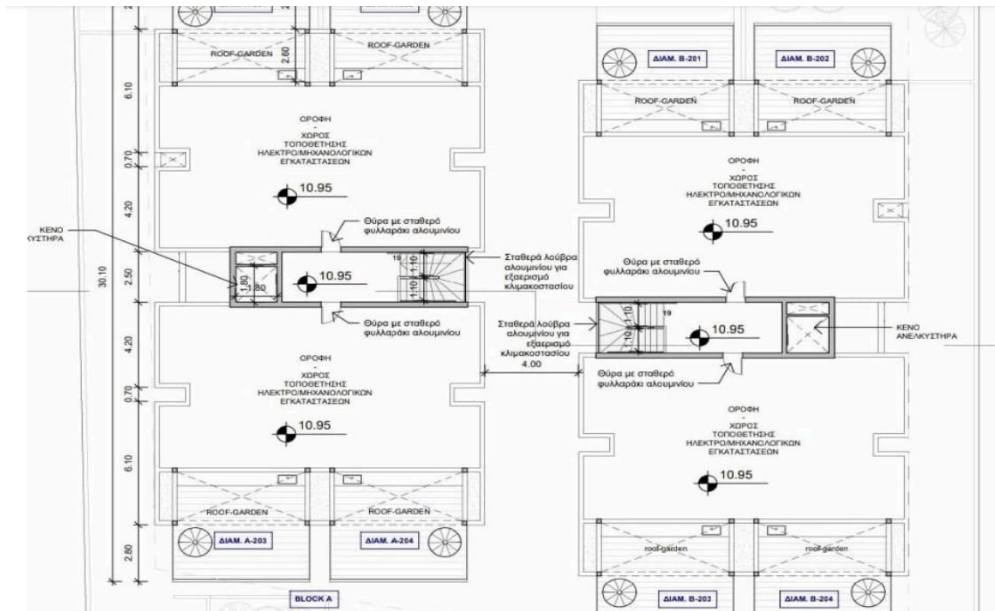 ROOF-GARDEN
ROOF-GARDEN
2.60
6.10
ΔΙΑΜ. Β-201
ΔΙΑΜ. Β-202
ROOF-GARDEN
ROOF-GARDEN
ΟΡΟΦΗ
-
ΧΩΡΟΣ
ΤΟΠΟΘΕΤΗΣΗΣ
ΗΛΕΚΤΡΟ/ΜΗΧΑΝΟΛΟΓΙΚΩΝ
ΕΓΚΑΤΑΣΤΑΣΕΩΝ
0.70
10.95
4.20
ΟΡΟΦΗ
-
ΧΩΡΟΣ
ΤΟΠΟΘΕΤΗΣΗΣ
ΗΛΕΚΤΡΟ/ΜΗΧΑΝΟΛΟΓΙΚΩΝ
ΕΓΚΑΤΑΣΤΑΣΕΩΝ
10.95
ΚΕΝΟ
ΛΚΥΣΤΗΡΑ
Θύρα με σταθερό
φυλλαράκι αλουμινίου
30.10
2.50
1.80
1.80
10.95
19
1.10
1.10
Σταθερά λούβρα
αλουμινίου για
εξαερισμό
κλιμακοστασίου
Θύρα με σταθερό
φυλλαράκι αλουμινίου
Θύρα με σταθερό
φυλλαράκι αλουμινίου
Σταθερά λούβρα
αλουμινίου για
εξαερισμό
κλιμακοστασίου
4.00
1.10
1.10
19
10.95
ΚΕΝΟ
ΑΝΕΛΚΥΣΤΗΡΑ
Θύρα με σταθερό
φυλλαράκι αλουμινίου
4.20
ΟΡΟΦΗ
-
ΧΩΡΟΣ
ΤΟΠΟΘΕΤΗΣΗΣ
ΗΛΕΚΤΡΟ/ΜΗΧΑΝΟΛΟΓΙΚΩΝ
ΕΓΚΑΤΑΣΤΑΣΕΩΝ
0.70
10.95
6.10
ΟΡΟΦΗ
-
ΧΩΡΟΣ
ΤΟΠΟΘΕΤΗΣΗΣ
ΗΛΕΚΤΡΟ/ΜΗΧΑΝΟΛΟΓΙΚΩΝ
ΕΓΚΑΤΑΣΤΑΣΕΩΝ
10.95
ROOF-GARDEN
ROOF-GARDEN
ΔΙΑΜ. Α-203
ΔΙΑΜ. Α-204
2.80
roof-garden
roof-garden
BLOCK A
ΔΙΑΜ. Β-203
ΔΙΑΜ. Β-204